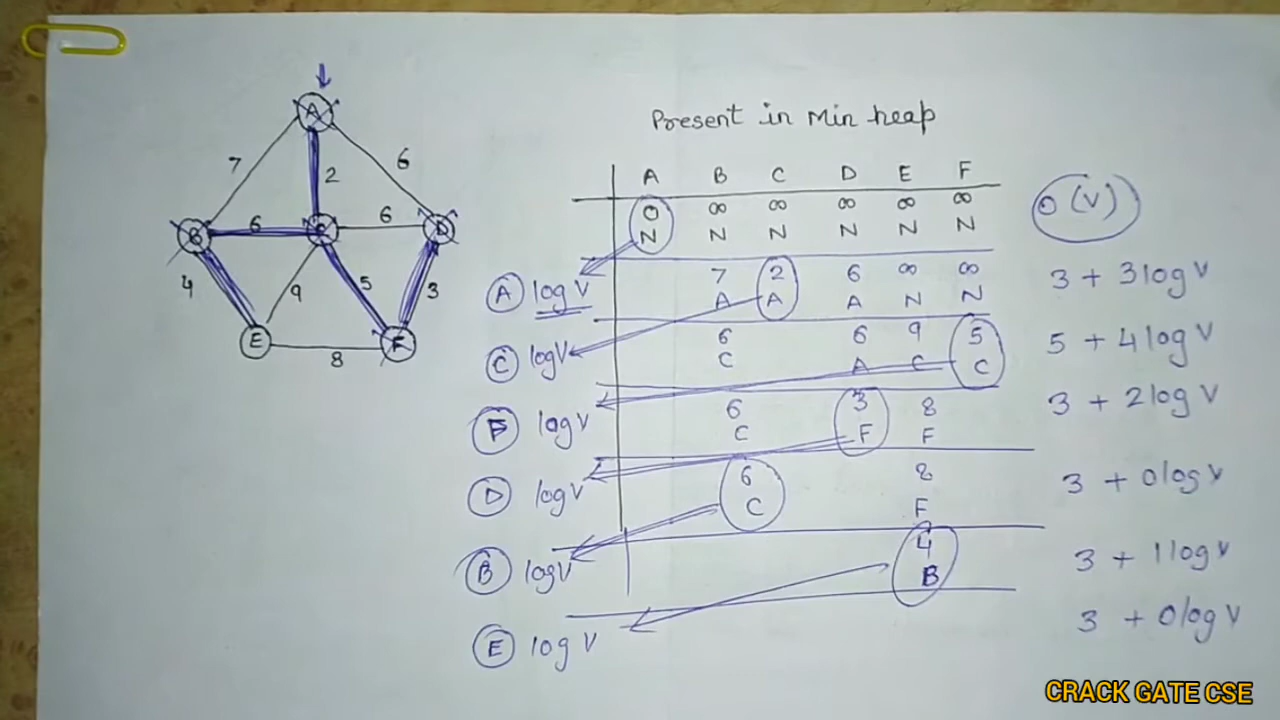 A
7
2
6
B
6
C
6
D
4
9
5
3
E
8
F
Present in Min heap
A B C D E F
0 ∞ ∞ ∞ ∞ ∞
N N N N N N
O(V)
A log V
7 2 6 ∞ ∞
A A A N N
3 + 3 log V
C log V
6 6 9 5
C A C C
5 + 4 log V
F log V
6 3 8
C F F
3 + 2 log V
D log V
6 8
C F
3 + 0 log V
B log V
4
B
3 + 1 log V
E log V
3 + 0 log V
CRACK GATE CSE